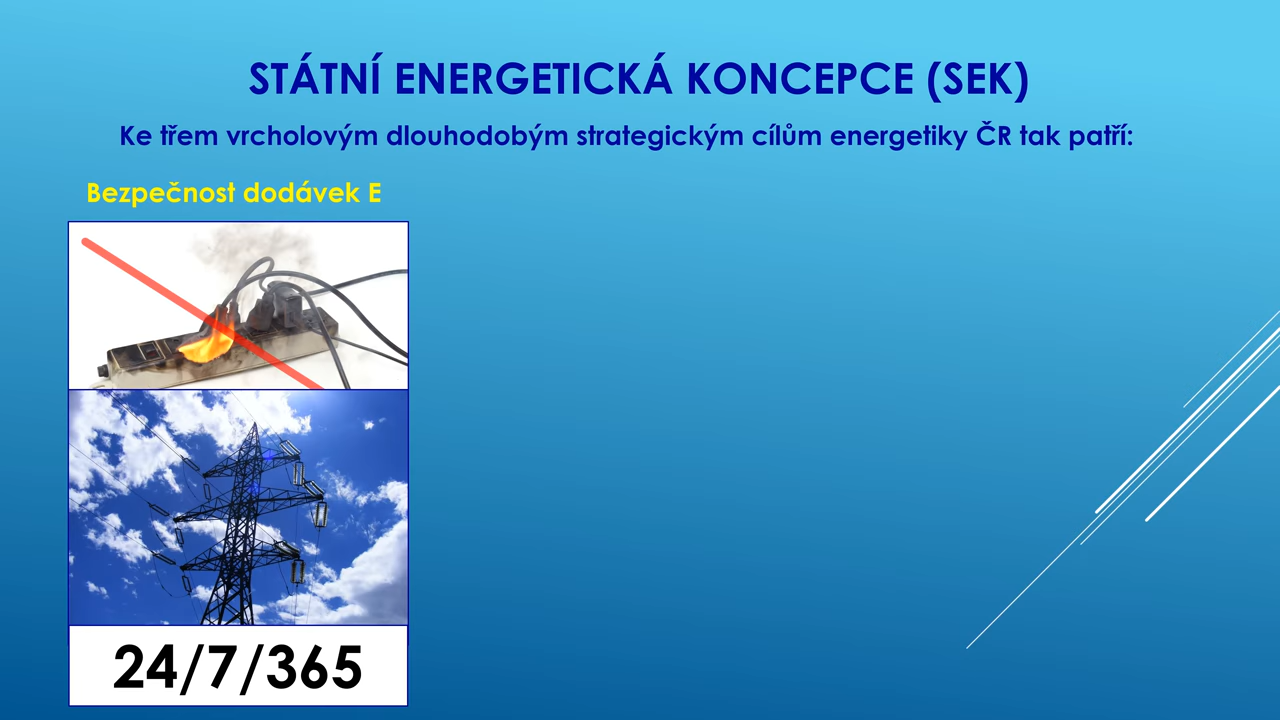 STÁTNÍ ENERGETICKÁ KONCEPCE (SEK)
Ke třem vrcholovým dlouhodobým strategickým cílům energetiky ČR tak patří:
Bezpečnost dodávek E
24/7/365